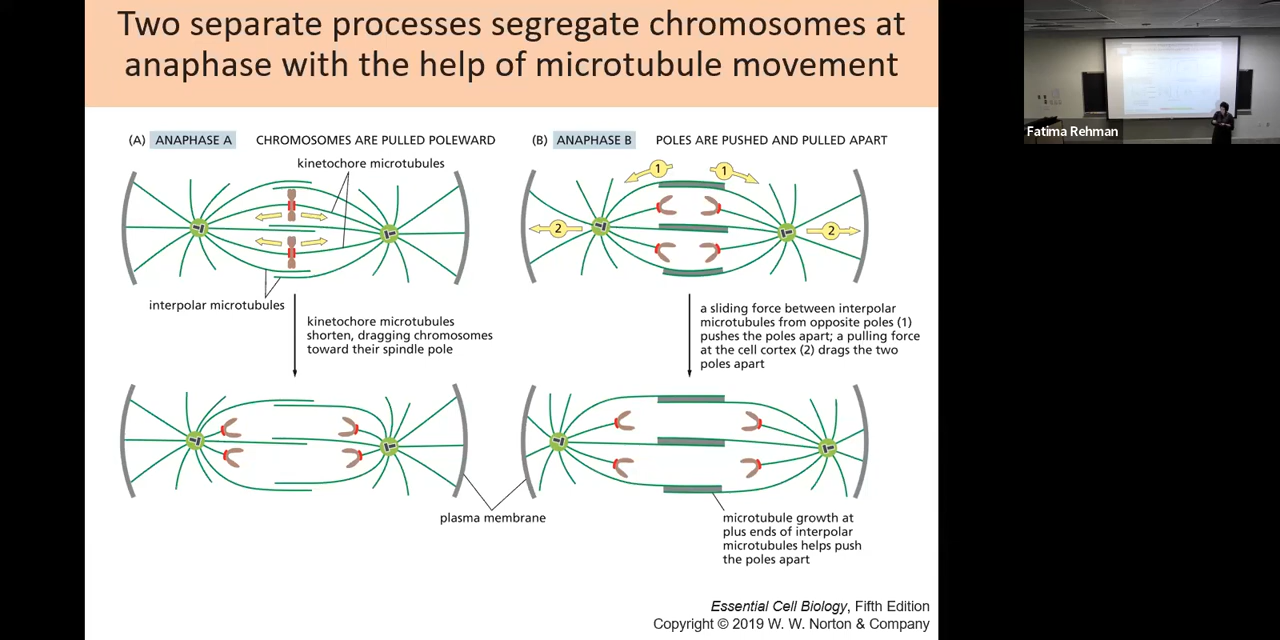 Two separate processes segregate chromosomes at
anaphase with the help of microtubule movement
Fatima Rehman
(A) ANAPHASE A CHROMOSOMES ARE PULLED POLEWARD
kinetochore microtubules
interpolar microtubules
kinetochore microtubules
shorten, dragging chromosomes
toward their spindle pole
(B) ANAPHASE B POLES ARE PUSHED AND PULLED APART
1
1
2
2
a sliding force between interpolar
microtubules from opposite poles (1)
pushes the poles apart; a pulling force
at the cell cortex (2) drags the two
poles apart
plasma membrane
microtubule growth at
plus ends of interpolar
microtubules helps push
the poles apart
Essential Cell Biology, Fifth Edition
Copyright © 2019 W. W. Norton & Company